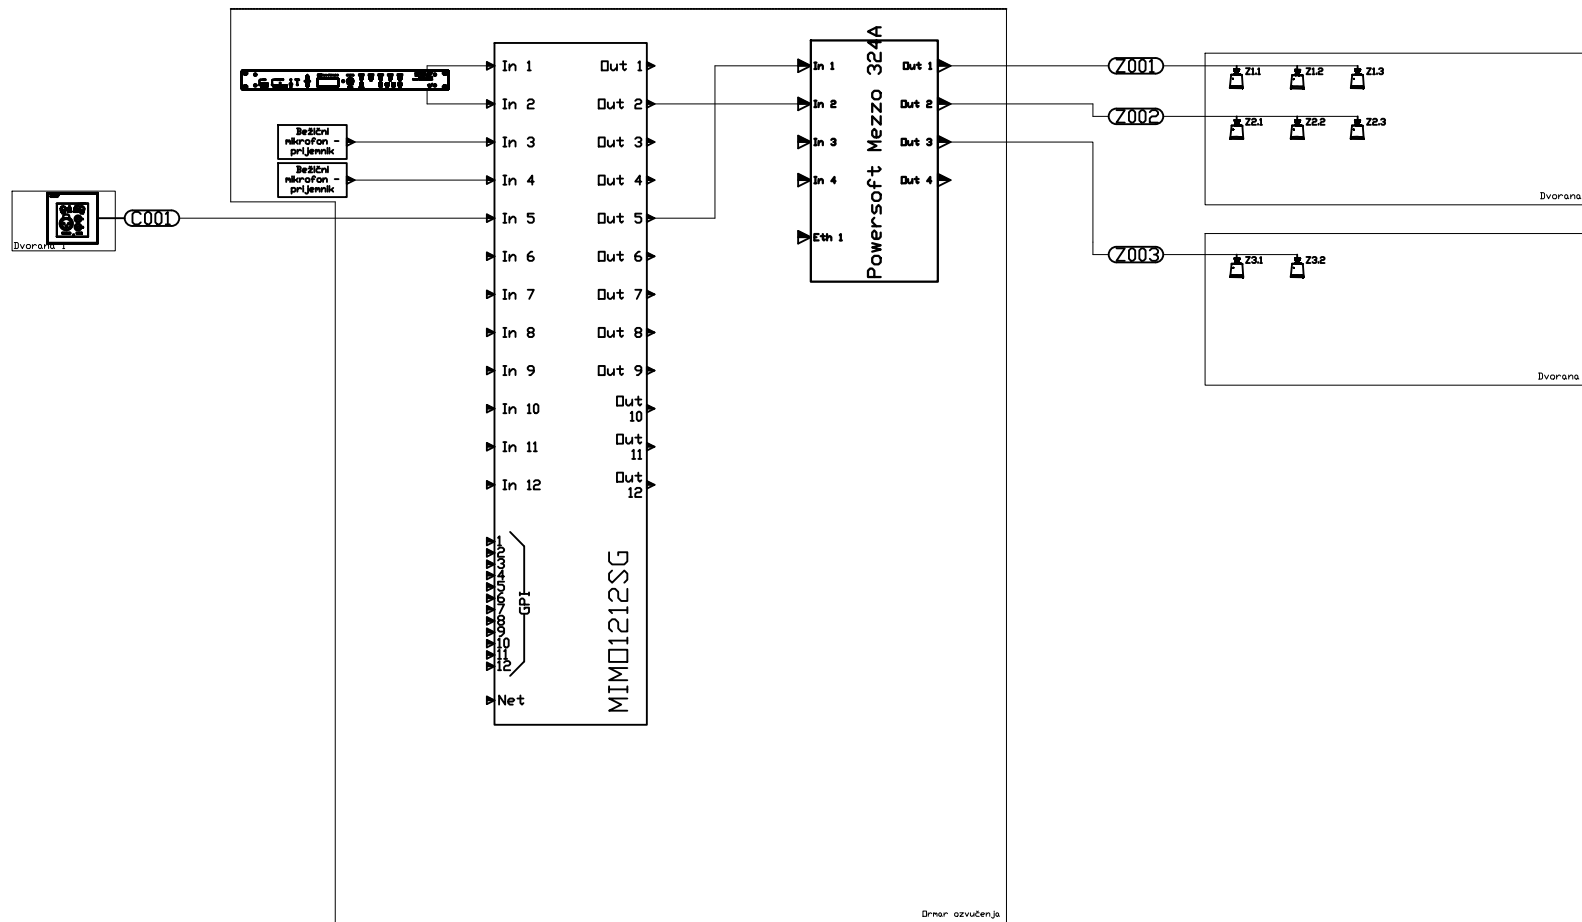 In 1
In 2
In 3
In 4
In 5
In 6
In 7
In 8
In 9
In 10
In 11
In 12
Out 1
Out 2
Out 3
Out 4
Out 5
Out 6
Out 7
Out 8
Out 9
Out
10
Out
11
Out
12
1
2
3
4
5
6
7
8
9
10
11
12
GPI
Net
MIMO1212SG
Bežični
mikrofon -
prijemnik
Bežični
mikrofon -
prijemnik
C001
Dvorana 1
In 1
In 2
In 3
In 4
Eth 1
Powersoft Mezzo 324A
Out 1
Out 2
Out 3
Out 4
Z001
Z002
Z003
Z1.1
Z1.2
Z1.3
Z2.1
Z2.2
Z2.3
Dvorana
Z3.1
Z3.2
Dvorana
Ormar ozvučenja